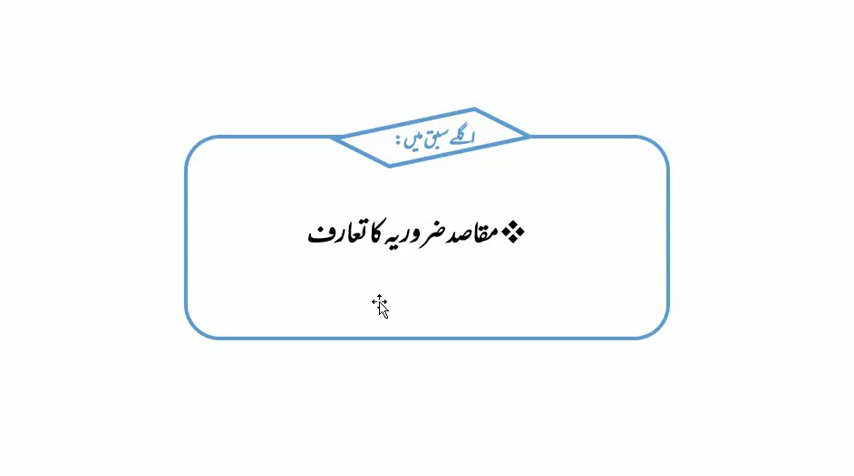 اگلے سبق میں:
❖ مقاصد ضروریہ کا تعارف